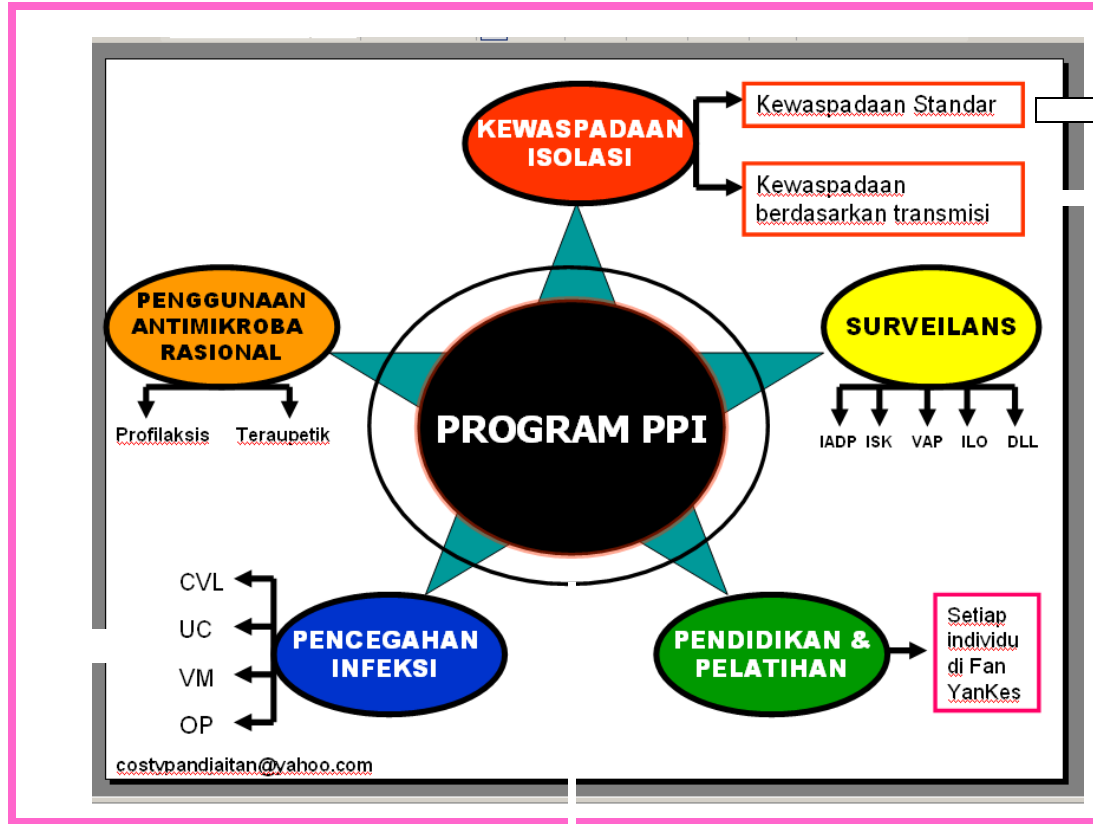 KEWASPADAAN
ISOLASI
Kewaspadaan Standar
Kewaspadaan
berdasarkan transmisi
PENGGUNAAN
ANTIMIKROBA
RASIONAL
Profilaksis
Teraupetik
SURVEILANS
IADP ISK VAP ILO DLL
PROGRAM PPI
CVL
UC
VM
OP
PENCEGAHAN
INFEKSI
PENDIDIKAN &
PELATIHAN
Setiap
individu
di Fan
YanKes
costypandjaitan@yahoo.com